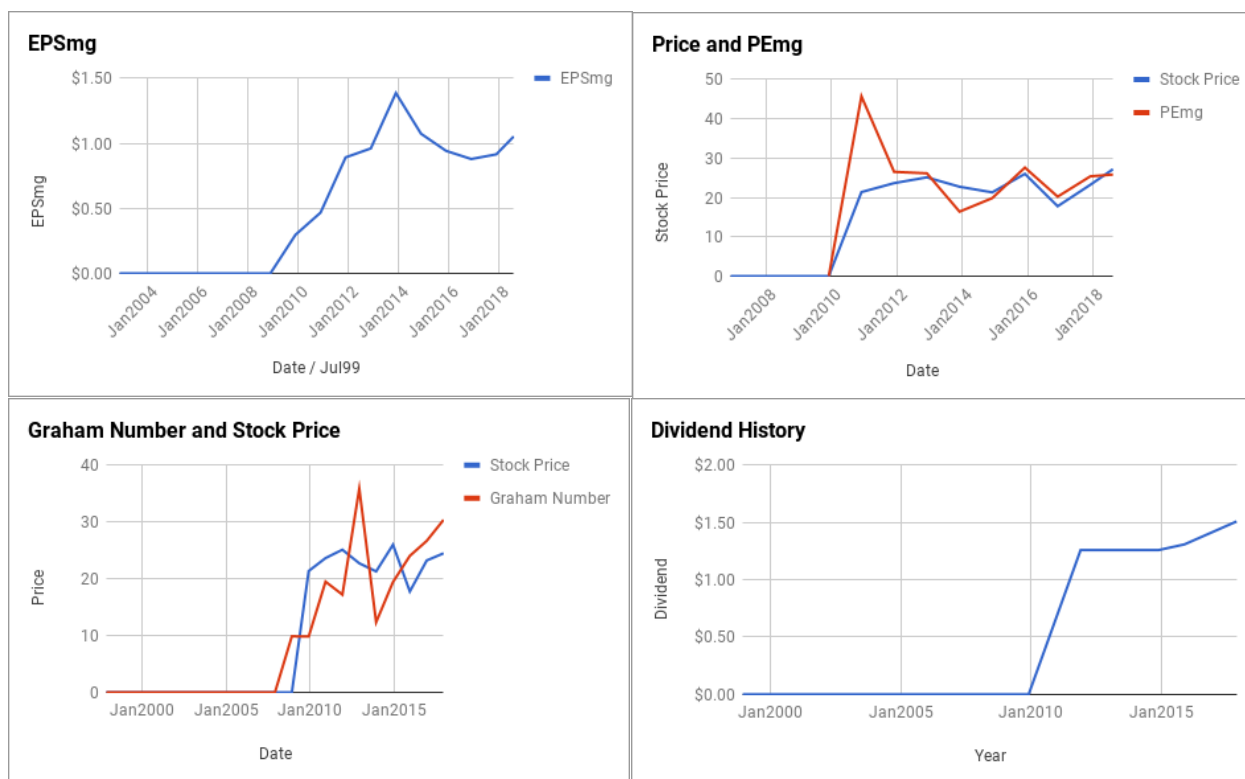 EPSmg
EPSmg
$1.50
$1.00
$0.50
$0.00
EPSmg
Jan2004
Jan2006
Jan2008
Jan2010
Jan2012
Jan2014
Jan2016
Jan2018
Date / Jul99
Price and PEmg
Stock Price
PEmg
50
40
30
20
10
0
Stock Price
Jan2008
Jan2010
Jan2012
Jan2014
Jan2016
Jan2018
Date
Graham Number and Stock Price
Stock Price
Graham Number
40
30
20
10
0
Price
Jan2000
Jan2005
Jan2010
Jan2015
Date
Dividend History
$2.00
$1.50
$1.00
$0.50
$0.00
Dividend
Jan2000
Jan2005
Jan2010
Jan2015
Year